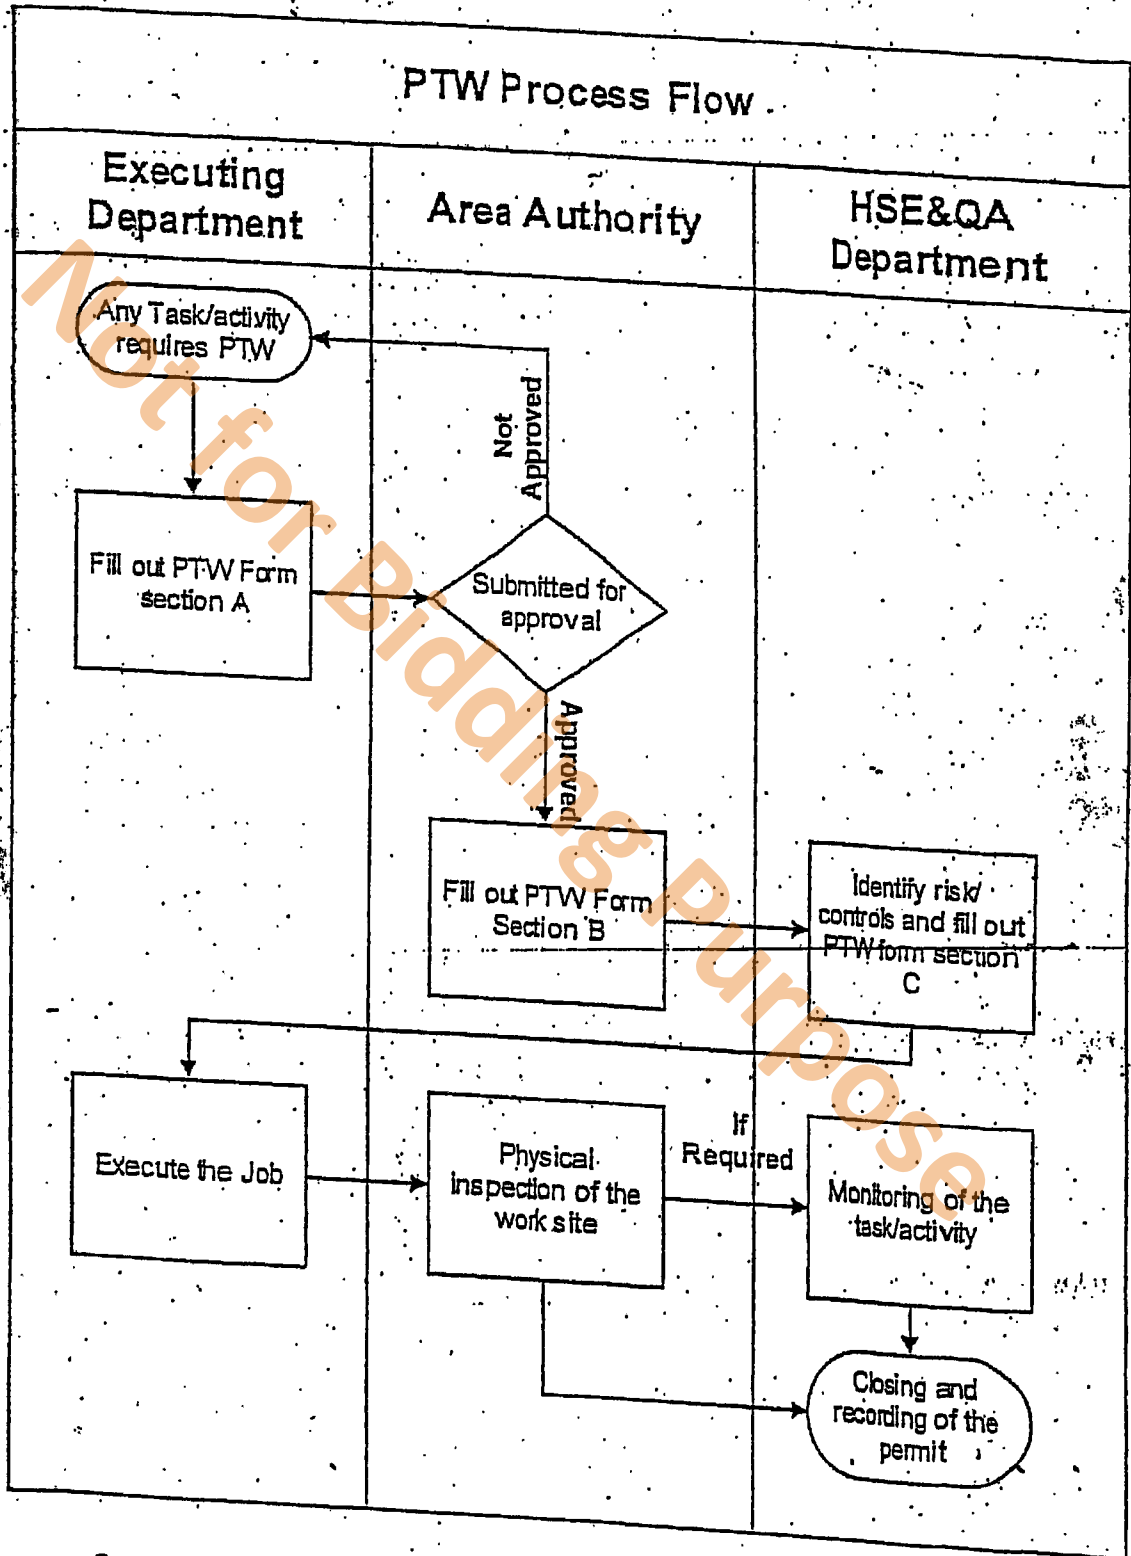 PTW Process Flow
Executing
Department
Area Authority
HSE&QA
Department
Any Task/activity
requires PTW
Not
Approved
Fill out PTW Form
section A
Submitted for
approval
Approved
Fill out PTW Form
Section B
Identify risk/
controls and fill out
PTW form section
C
Execute the Job
Physical
inspection of the
work site
If
Required
Monitoring of the
task/activity
Closing and
recording of the
permit
Not for Bidding Purpose